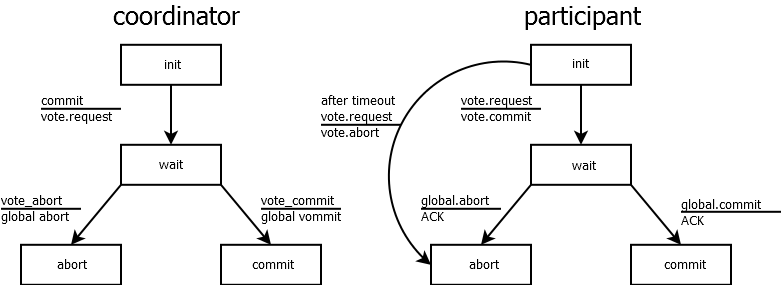 coordinator
participant
init
init
commit
vote.request
after timeout
vote.request
vote.abort
vote.request
vote.commit
wait
wait
vote_abort
global abort
vote_commit
global vommit
global.abort
ACK
global.commit
ACK
abort
commit
abort
commit